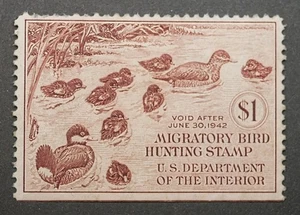 VOID AFTER
JUNE 30, 1942
$1
MIGRATORY BIRD
HUNTING STAMP
U. S. DEPARTMENT
OF THE INTERIOR